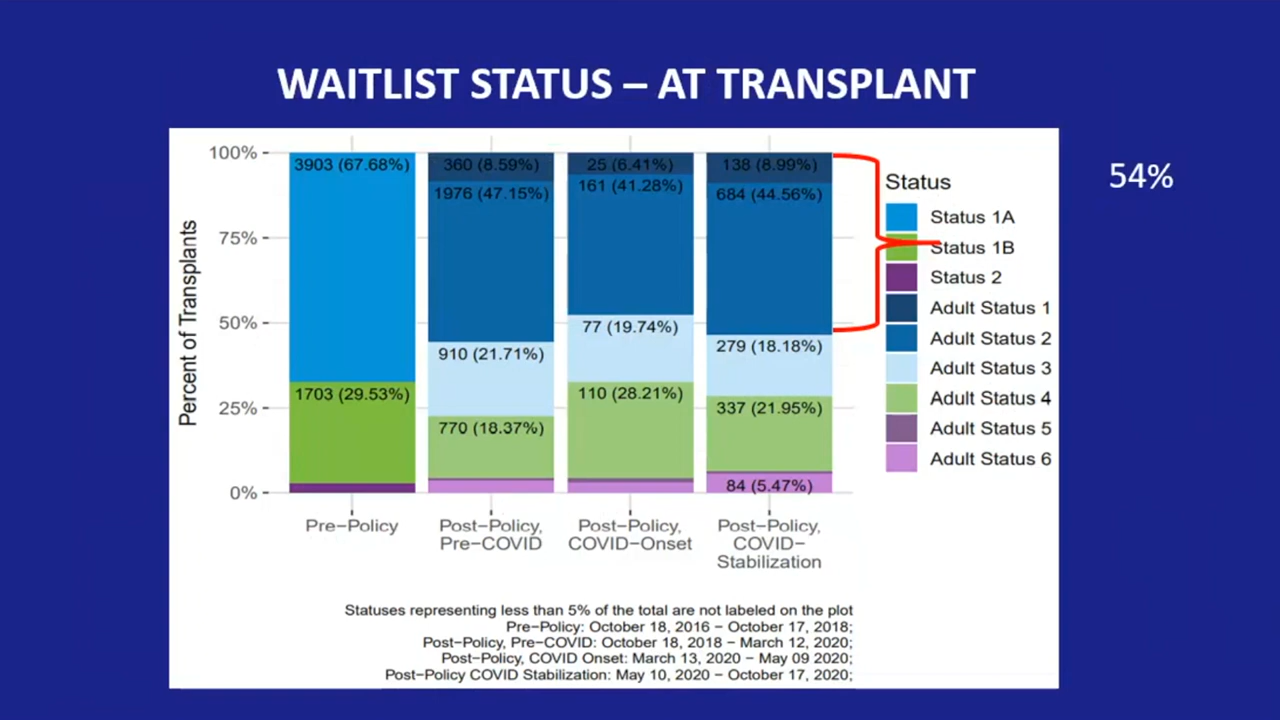 WAITLIST STATUS – AT TRANSPLANT
54%
Percent of Transplants
100%
75%
50%
25%
0%
3903 (67.68%)
1703 (29.53%)
360 (8.59%)
1976 (47.15%)
910 (21.71%)
770 (18.37%)
25 (6.41%)
161 (41.28%)
77 (19.74%)
110 (28.21%)
138 (8.99%)
684 (44.56%)
279 (18.18%)
337 (21.95%)
84 (5.47%)
Pre−Policy
Post−Policy,
Pre−COVID
Post−Policy,
COVID−Onset
Post−Policy,
COVID−
Stabilization
Status
Status 1A
Status 1B
Status 2
Adult Status 1
Adult Status 2
Adult Status 3
Adult Status 4
Adult Status 5
Adult Status 6
Statuses representing less than 5% of the total are not labeled on the plot
Pre−Policy: October 18, 2016 − October 17, 2018;
Post−Policy, Pre−COVID: October 18, 2018 − March 12, 2020;
Post−Policy, COVID Onset: March 13, 2020 − May 09 2020;
Post−Policy COVID Stabilization: May 10, 2020 − October 17, 2020;